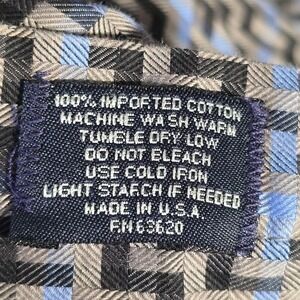 100% IMPORTED COTTON
MACHINE WASH WARM
TUMBLE DRY LOW
DO NOT BLEACH
USE COLD IRON
LIGHT STARCH IF NEEDED
MADE IN U.S.A.
RN 63620